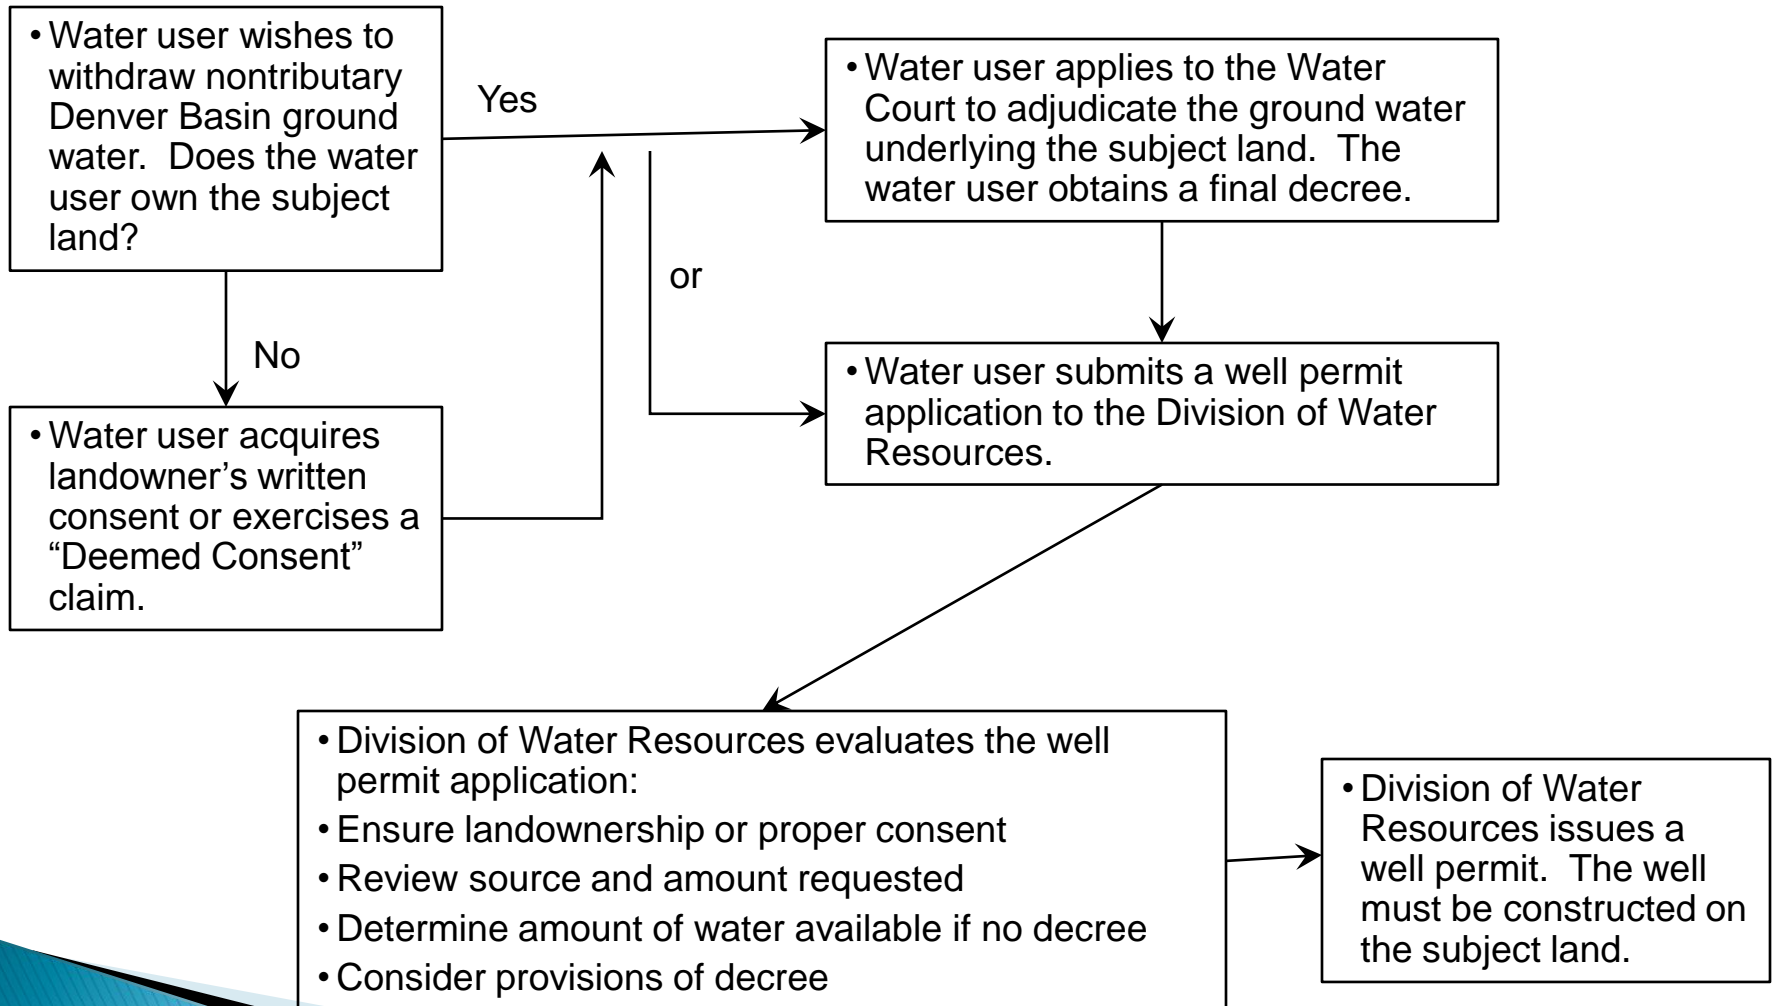 • Water user wishes to
withdraw nontributary
Denver Basin ground
water.  Does the water
user own the subject
land?
Yes
• Water user applies to the Water
Court to adjudicate the ground water
underlying the subject land.  The
water user obtains a final decree.
or
No
• Water user submits a well permit
application to the Division of Water
Resources.
• Water user acquires
landowner’s written
consent or exercises a
“Deemed Consent”
claim.
• Division of Water Resources evaluates the well
permit application:
• Ensure landownership or proper consent
• Review source and amount requested
• Determine amount of water available if no decree
• Consider provisions of decree
• Division of Water
Resources issues a
well permit.  The well
must be constructed on
the subject land.